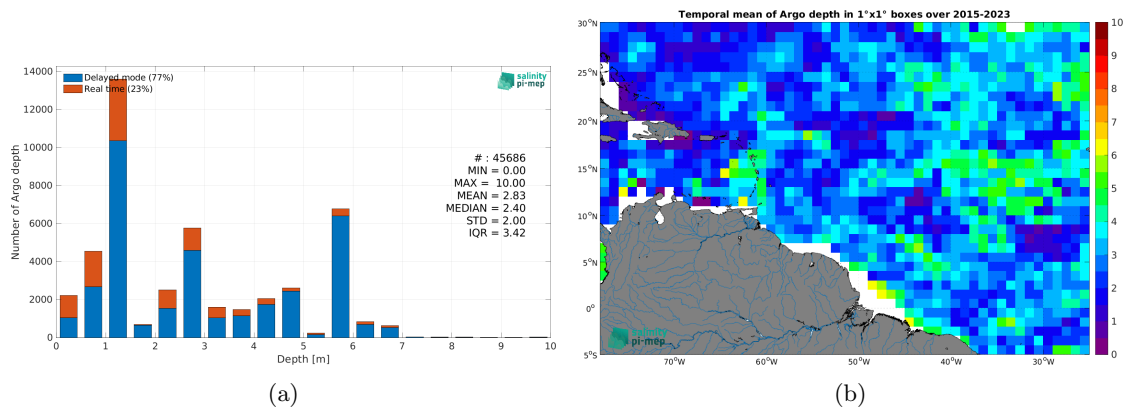 Delayed mode (77%)
Real time (23%)
salinity
pi-mep
Number of Argo depth
14000
12000
10000
8000
6000
4000
2000
0
# : 45686
MIN = 0.00
MAX = 10.00
MEAN = 2.83
MEDIAN = 2.40
STD = 2.00
IQR = 3.42
0 1 2 3 4 5 6 7 8 9 10
Depth [m]
(a)
Temporal mean of Argo depth in 1°x1° boxes over 2015-2023
30°N
25°N
20°N
15°N
10°N
5°N
0°
5°S
70°W 60°W 50°W 40°W 30°W
salinity
pi-mep
10
9
8
7
6
5
4
3
2
1
0
(b)